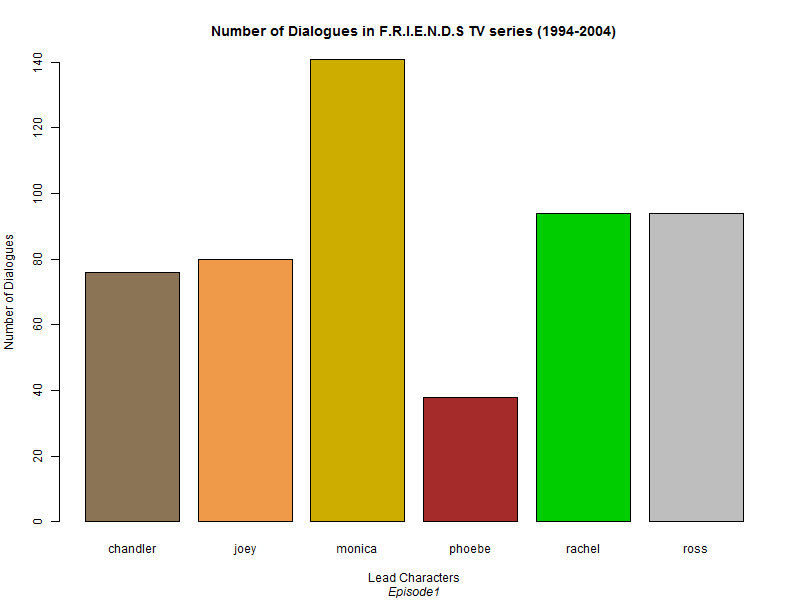 Number of Dialogues in F.R.I.E.N.D.S TV series (1994-2004)
Number of Dialogues
140
120
100
80
60
40
20
0
chandler joey monica phoebe rachel ross
Lead Characters
Episode1